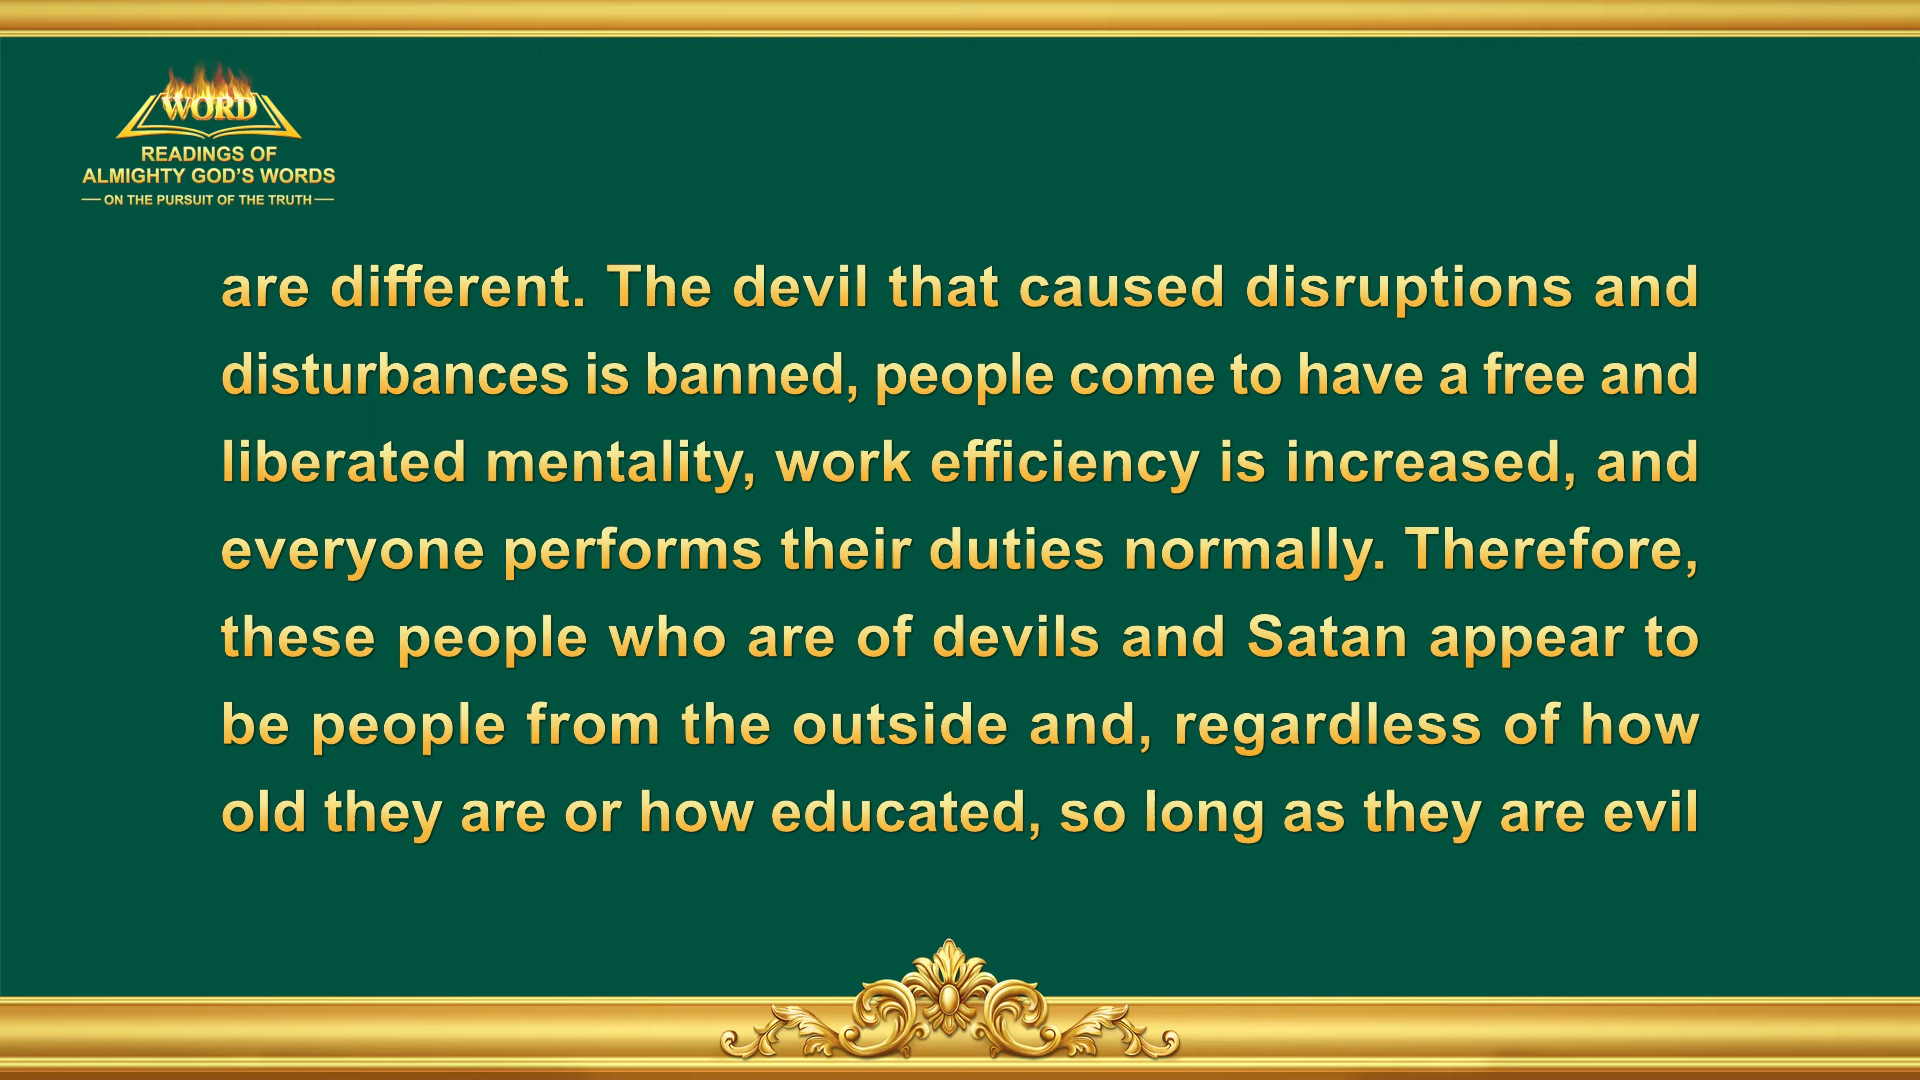 WORD
READINGS OF
ALMIGHTY GOD'S WORDS
ON THE PURSUIT OF THE TRUTH
are different. The devil that caused disruptions and
disturbances is banned, people come to have a free and
liberated mentality, work efficiency is increased, and
everyone performs their duties normally. Therefore,
these people who are of devils and Satan appear to
be people from the outside and, regardless of how
old they are or how educated, so long as they are evil